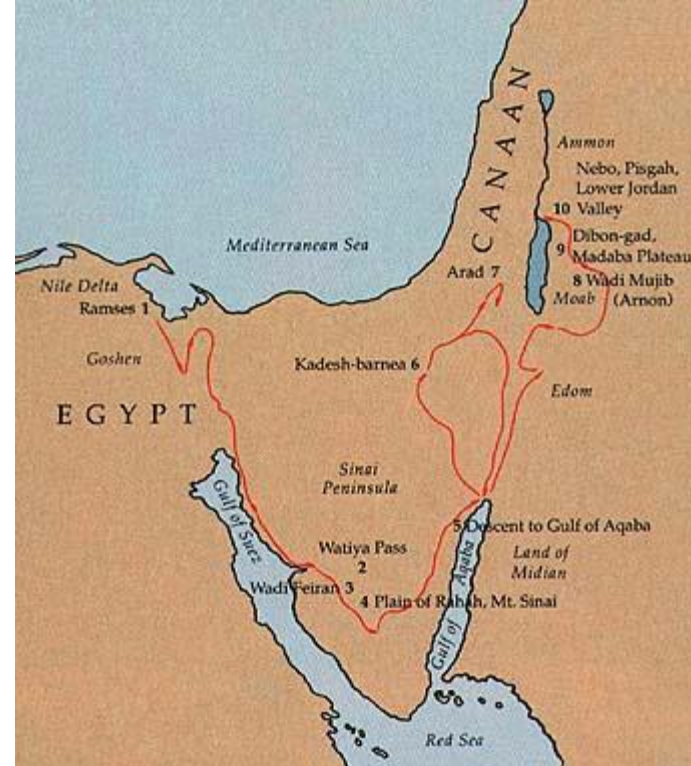 CANAAN
Ammon
Nebo, Pisgah,
Lower Jordan
10 Valley
Mediterranean Sea
9 Dibon-gad,
Madaba Plateau
Arad 7
8 Wadi Mujib
(Arnon)
Moab
Nile Delta
Ramses 1
Goshen
Kadesh-barnea 6
Edom
EGYPT
Sinai
Peninsula
Gulf of Suez
5 Descent to Gulf of Aqaba
Watiya Pass
2
Land of
Midian
Wadi Feiran 3
4 Plain of Rahah, Mt. Sinai
Gulf of Aqaba
Red Sea